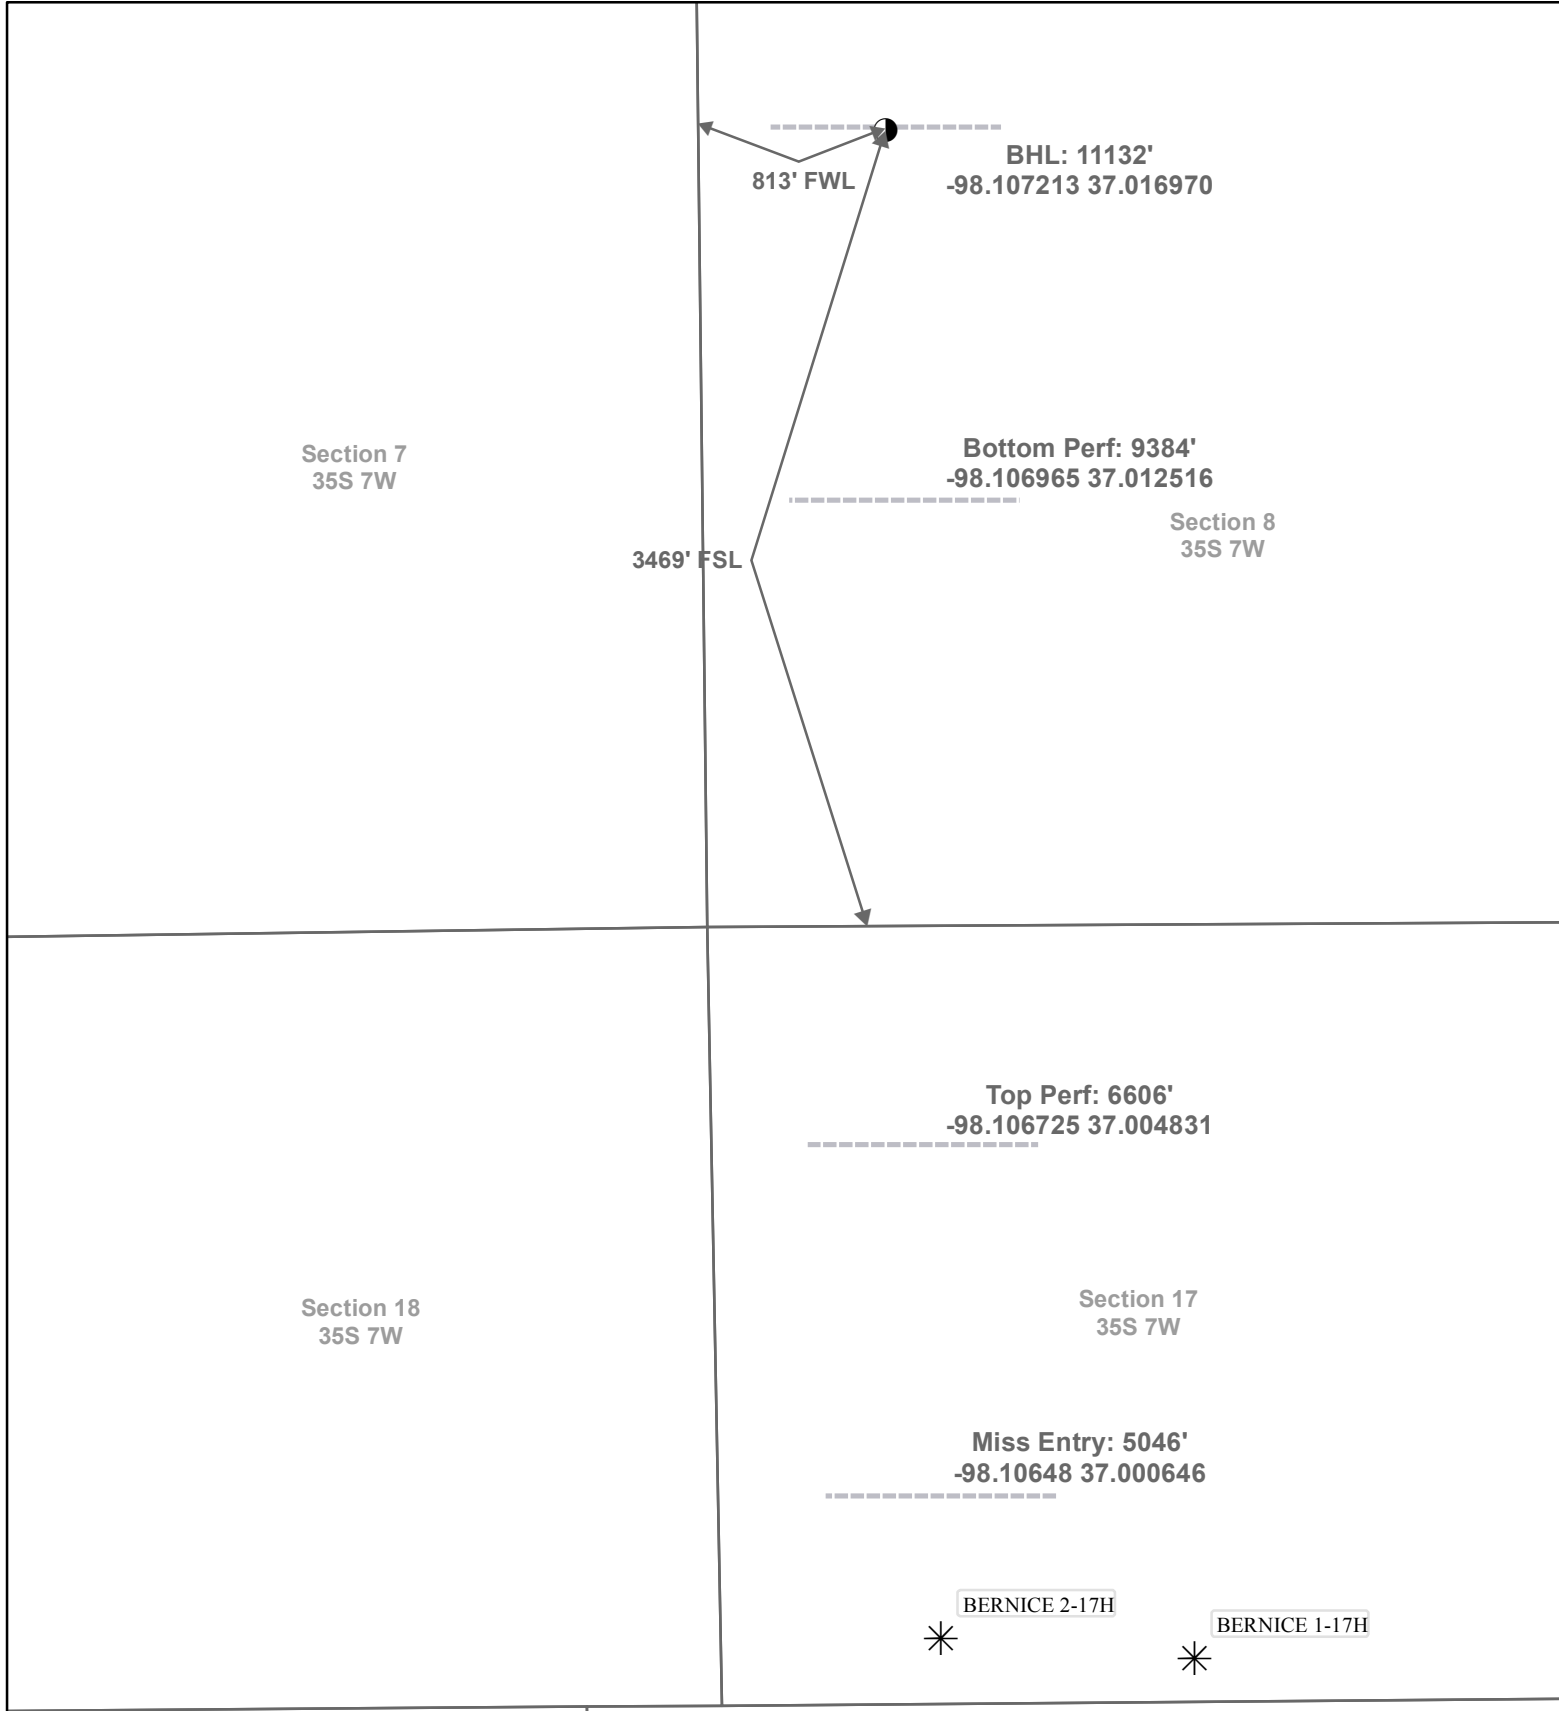 BHL: 11132'
-98.107213 37.016970
813' FWL
Section 7
35S 7W
Bottom Perf: 9384'
-98.106965 37.012516
Section 8
35S 7W
3469' FSL
Top Perf: 6606'
-98.106725 37.004831
Section 18
35S 7W
Section 17
35S 7W
Miss Entry: 5046'
-98.10648 37.000646
BERNICE 2-17H
BERNICE 1-17H